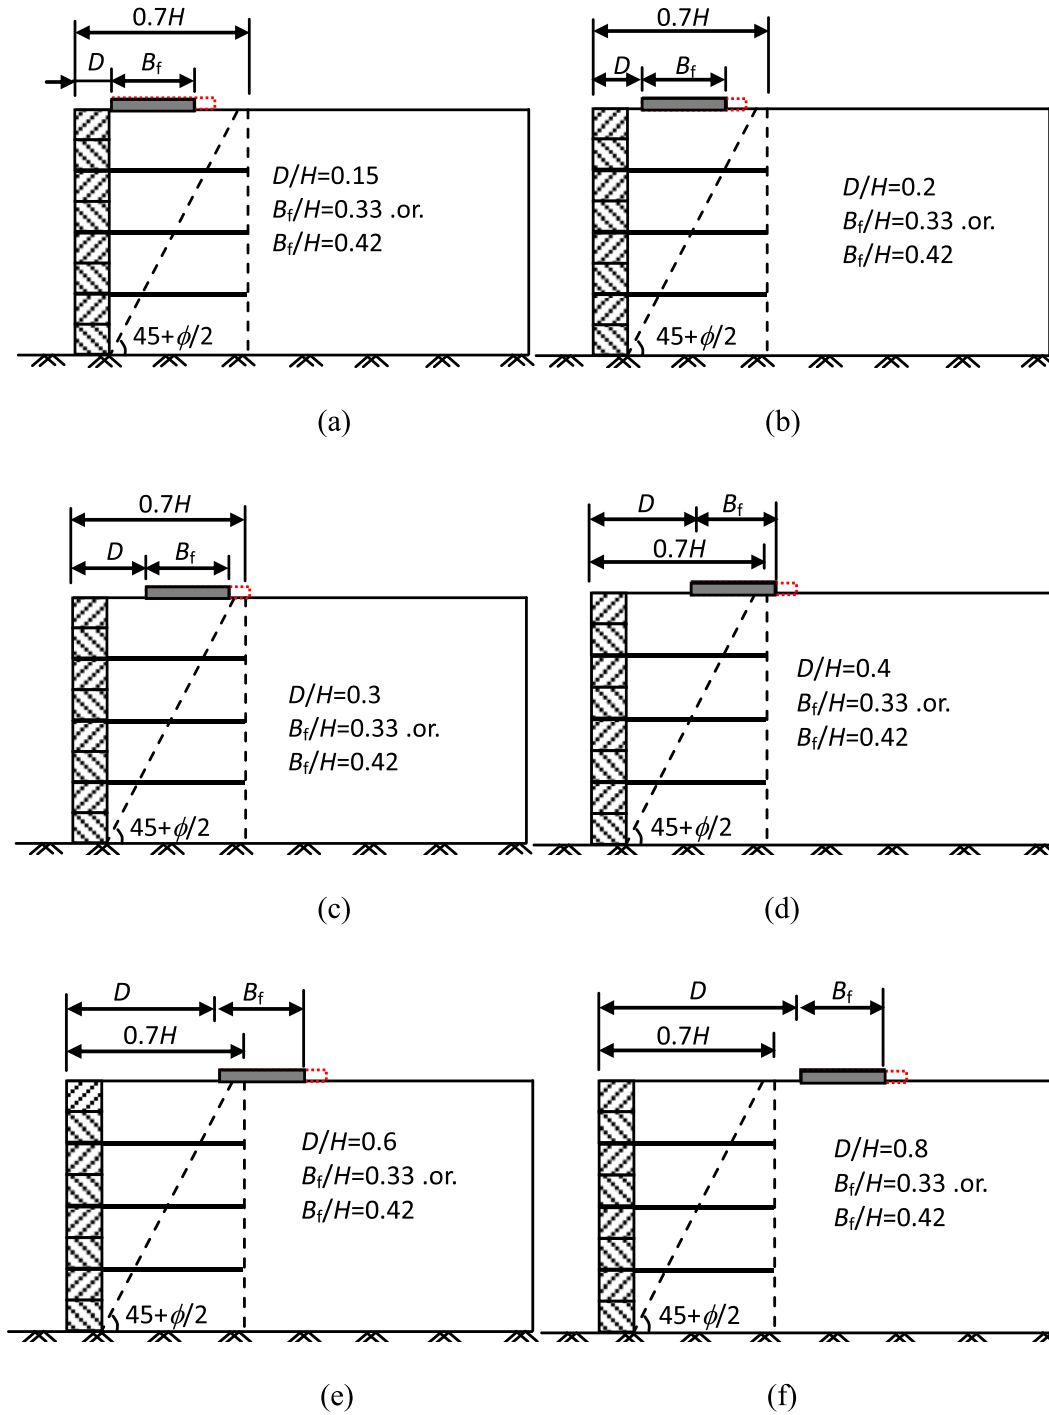 0.7H
D
Bf
D/H=0.15
Bf/H=0.33 .or.
Bf/H=0.42
45+ϕ/2
(a)
0.7H
D
Bf
D/H=0.2
Bf/H=0.33 .or.
Bf/H=0.42
45+ϕ/2
(b)
0.7H
D
Bf
D/H=0.3
Bf/H=0.33 .or.
Bf/H=0.42
45+ϕ/2
(c)
D
Bf
0.7H
D/H=0.4
Bf/H=0.33 .or.
Bf/H=0.42
45+ϕ/2
(d)
D
Bf
0.7H
D/H=0.6
Bf/H=0.33 .or.
Bf/H=0.42
45+ϕ/2
(e)
D
Bf
0.7H
D/H=0.8
Bf/H=0.33 .or.
Bf/H=0.42
45+ϕ/2
(f)